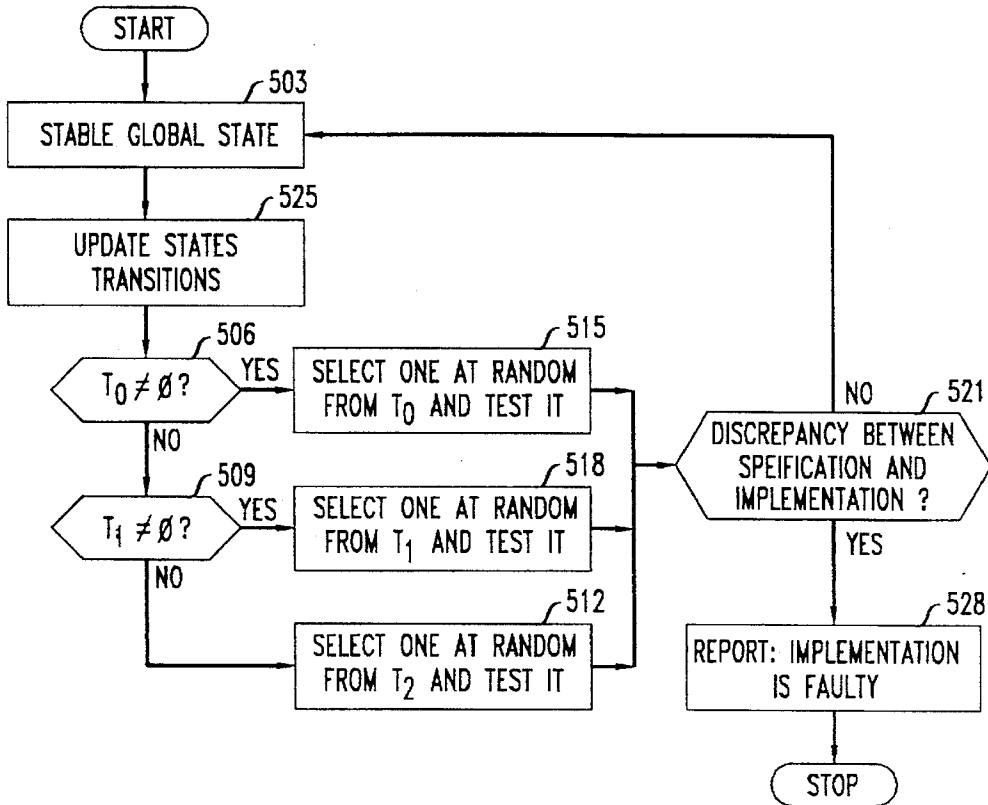 START
503
STABLE GLOBAL STATE
525
UPDATE STATES
TRANSITIONS
506
T₀ ≠ Ø?
YES
NO
515
SELECT ONE AT RANDOM
FROM T₀ AND TEST IT
509
T₁ ≠ Ø?
YES
NO
518
SELECT ONE AT RANDOM
FROM T₁ AND TEST IT
512
SELECT ONE AT RANDOM
FROM T₂ AND TEST IT
NO
521
DISCREPANCY BETWEEN
SPEIFICATION AND
IMPLEMENTATION ?
YES
528
REPORT: IMPLEMENTATION
IS FAULTY
STOP